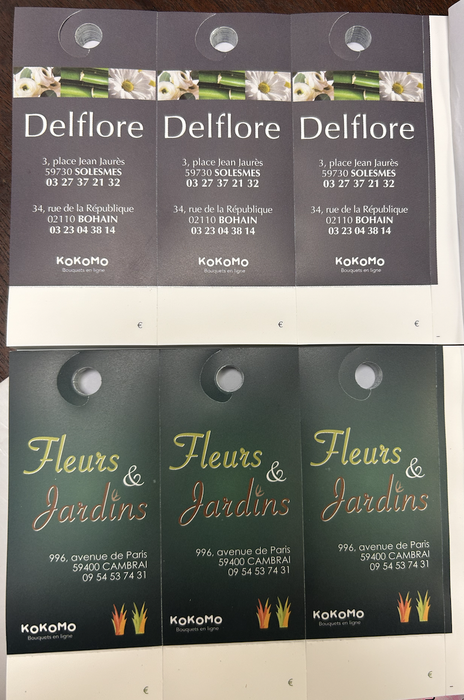 Delflore
3, place Jean Jaurès
59730 SOLESMES
03 27 37 21 32
34, rue de la République
02110 BOHAIN
03 23 04 38 14
KOKOMO
Bouquets en ligne
€
Delflore
3, place Jean Jaurès
59730 SOLESMES
03 27 37 21 32
34, rue de la République
02110 BOHAIN
03 23 04 38 14
KOKOMO
Bouquets en ligne
€
Delflore
3, place Jean Jaurès
59730 SOLESMES
03 27 37 21 32
34, rue de la République
02110 BOHAIN
03 23 04 38 14
KOKOMO
Bouquets en ligne
€
Fleurs
&
Jardins
996, avenue de Paris
59400 CAMBRAI
09 54 53 74 31
KOKOMO
Bouquets en ligne
€
Fleurs
&
Jardins
996, avenue de Paris
59400 CAMBRAI
09 54 53 74 31
KOKOMO
Bouquets en ligne
€
Fleurs
&
Jardins
996, avenue de Paris
59400 CAMBRAI
09 54 53 74 31
KOKOMO
Bouquets en ligne
€